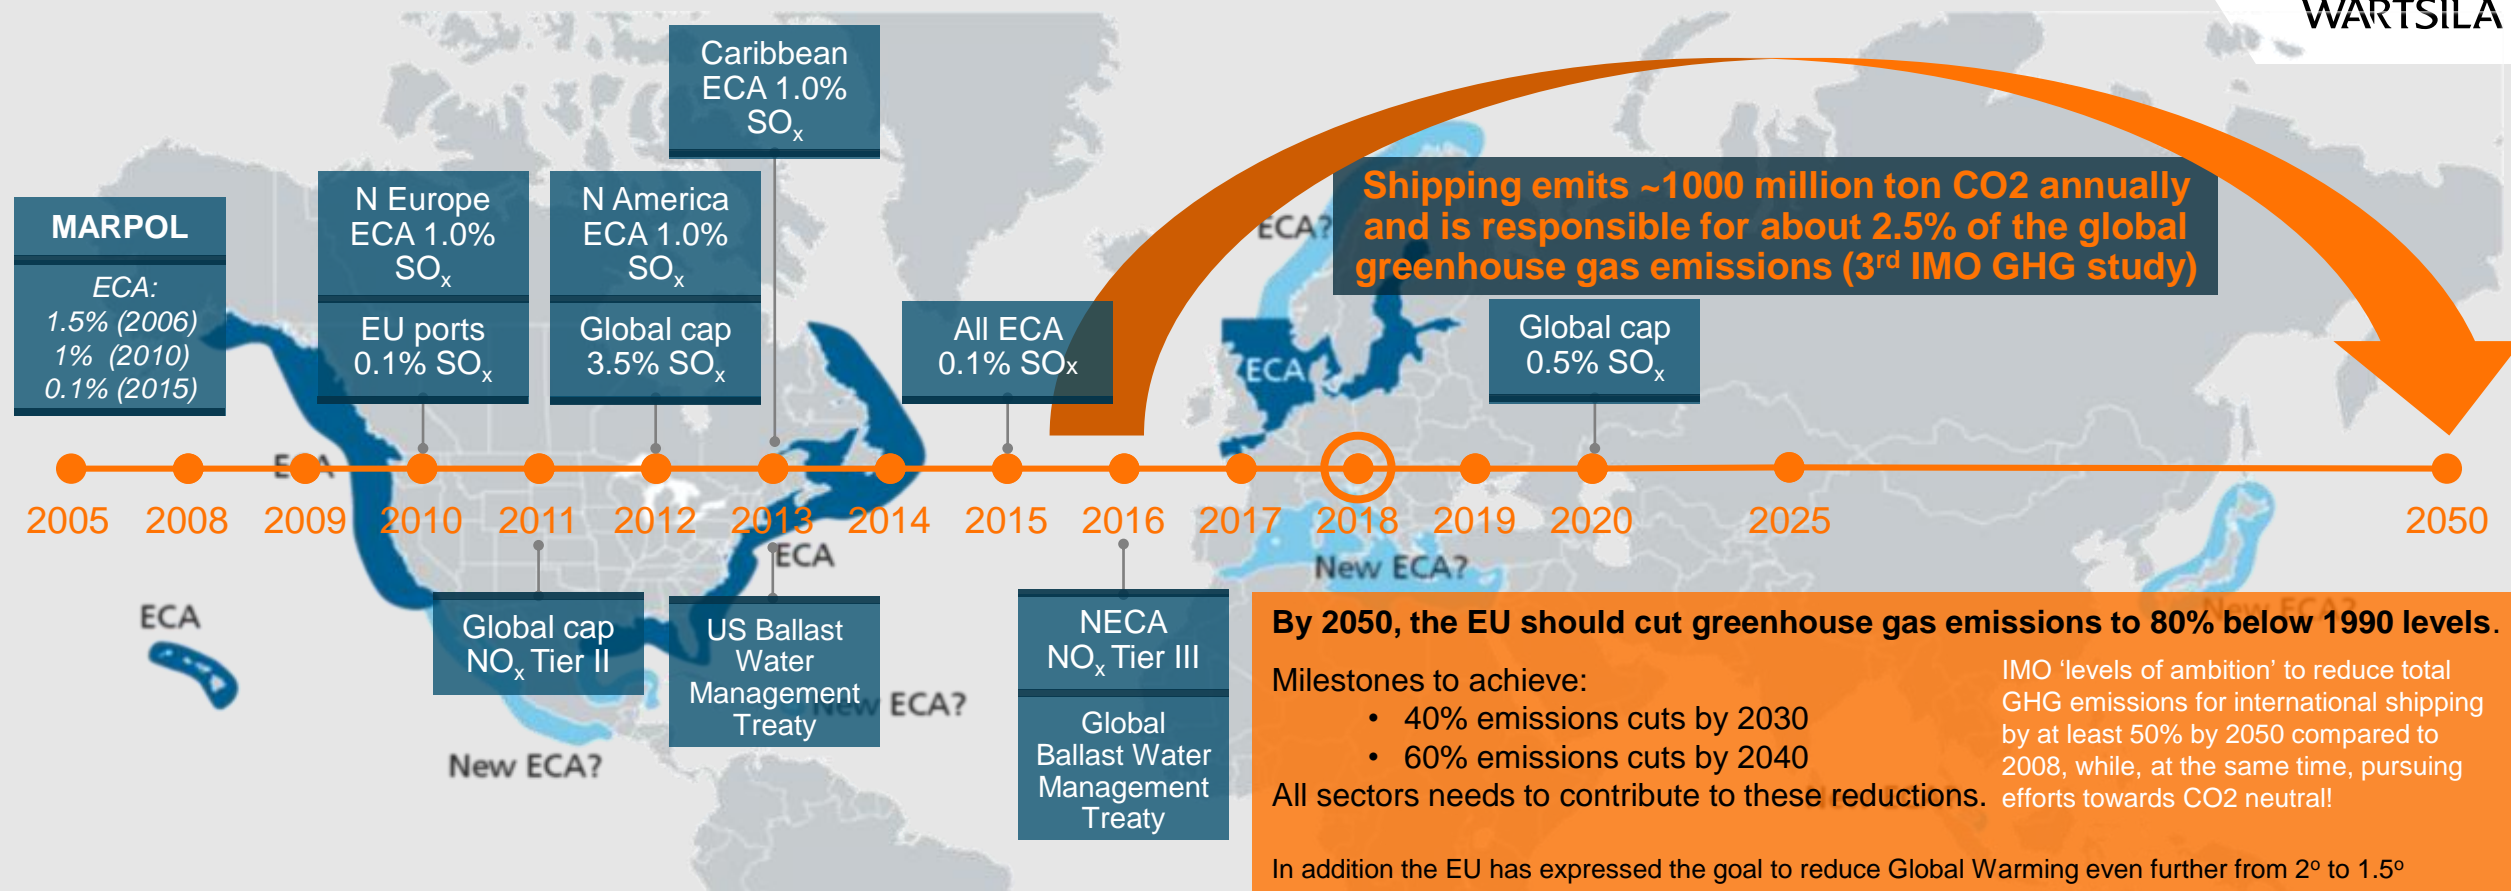 WÄRTSILÄ
Caribbean
ECA 1.0%
SOx
N Europe
ECA 1.0%
SOx
EU ports
0.1% SOx
N America
ECA 1.0%
SOx
Global cap
3.5% SOx
MARPOL
ECA:
1.5% (2006)
1% (2010)
0.1% (2015)
All ECA
0.1% SOx
Shipping emits ~1000 million ton CO2 annually
and is responsible for about 2.5% of the global
greenhouse gas emissions (3rd IMO GHG study)
ECA?
ECA
Global cap
0.5% SOx
ECA
2005 2008 2009 2010 2011 2012 2013 2014 2015 2016 2017 2018 2019 2020 2025 2050
ECA
New ECA?
ECA
Global cap
NOx Tier II
US Ballast
Water
Management
Treaty
NECA
NOx Tier III
Global
Ballast Water
Management
Treaty
New ECA?
New ECA?
New ECA?
By 2050, the EU should cut greenhouse gas emissions to 80% below 1990 levels.
Milestones to achieve:
• 40% emissions cuts by 2030
• 60% emissions cuts by 2040
All sectors needs to contribute to these reductions.
IMO ‘levels of ambition’ to reduce total
GHG emissions for international shipping
by at least 50% by 2050 compared to
2008, while, at the same time, pursuing
efforts towards CO2 neutral!
In addition the EU has expressed the goal to reduce Global Warming even further from 2º to 1.5º